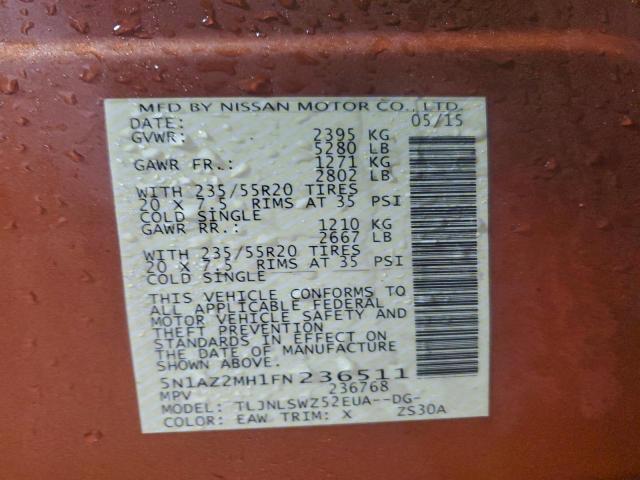 MFD BY NISSAN MOTOR CO., LTD.
DATE: 05/15
GVWR: 2395 KG
5280 LB
GAWR FR.: 1271 KG
2802 LB
WITH 235/55R20 TIRES
20 X 7.5 RIMS AT 35 PSI
COLD SINGLE
GAWR RR.: 1210 KG
2667 LB
WITH 235/55R20 TIRES
20 X 7.5 RIMS AT 35 PSI
COLD SINGLE
THIS VEHICLE CONFORMS TO
ALL APPLICABLE FEDERAL
MOTOR VEHICLE SAFETY AND
THEFT PREVENTION
STANDARDS IN EFFECT ON
THE DATE OF MANUFACTURE
SHOWN ABOVE.
5N1AZ2MH1FN236511
MPV 236768
MODEL: TLJNLSWZ52EUA--DG-
COLOR: EAW TRIM: X ZS30A